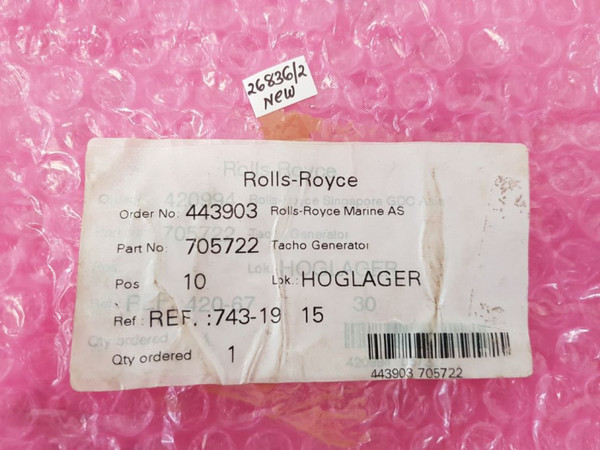 26836/2
New
Rolls-Royce
Order No: 443903 Rolls-Royce Marine AS
Part No: 705722 Tacho Generator
Pos 10 Lok.: HOGLAGER
Ref: REF.:743-19 15
Qty ordered 1
443903 705722